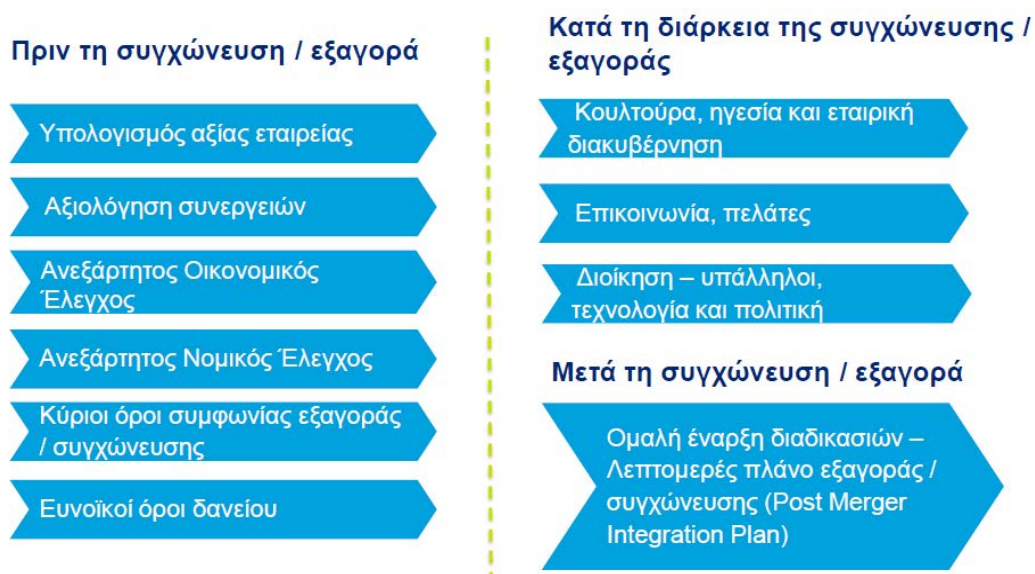 Πριν τη συγχώνευση / εξαγορά
Υπολογισμός αξίας εταιρείας
Αξιολόγηση συνεργειών
Ανεξάρτητος Οικονομικός
Έλεγχος
Ανεξάρτητος Νομικός Έλεγχος
Κύριοι όροι συμφωνίας εξαγοράς
/ συγχώνευσης
Ευνοϊκοί όροι δανείου
Κατά τη διάρκεια της συγχώνευσης /
εξαγοράς
Κουλτούρα, ηγεσία και εταιρική
διακυβέρνηση
Επικοινωνία, πελάτες
Διοίκηση – υπάλληλοι,
τεχνολογία και πολιτική
Μετά τη συγχώνευση / εξαγορά
Ομαλή έναρξη διαδικασιών –
Λεπτομερές πλάνο εξαγοράς /
συγχώνευσης (Post Merger
Integration Plan)